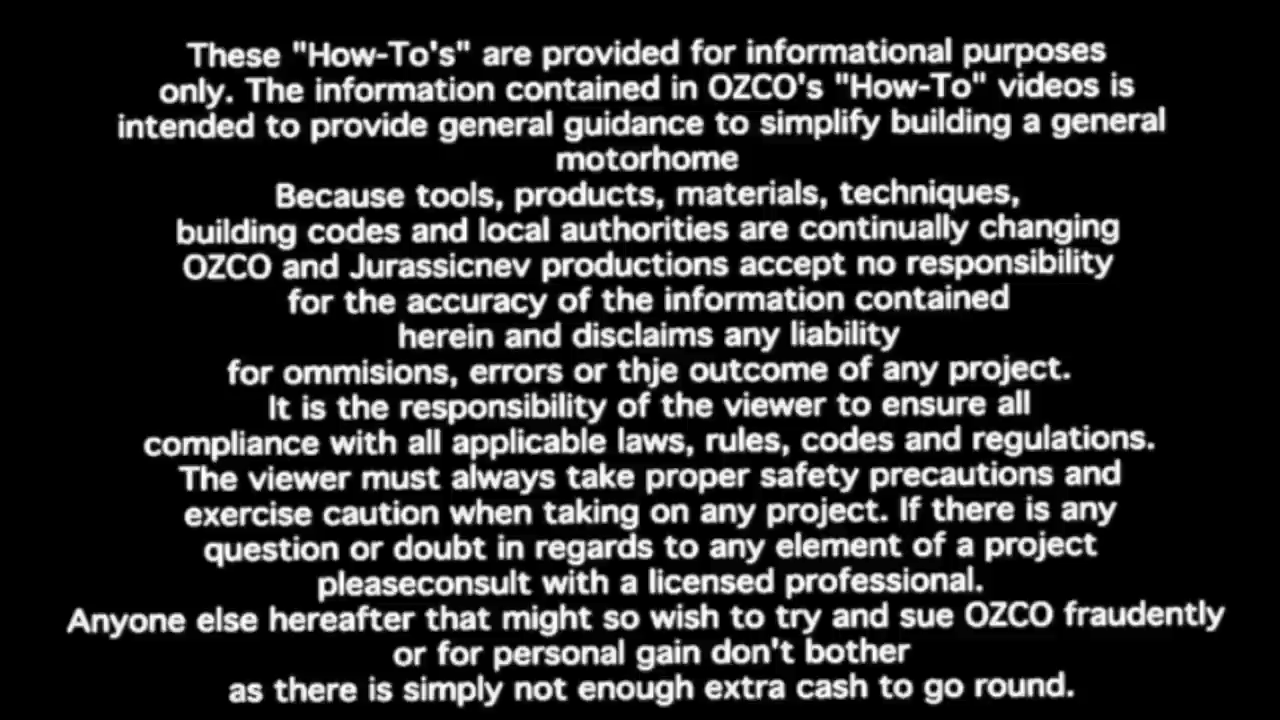 These "How-To's" are provided for informational purposes
only. The information contained in OZCO's "How-To" videos is
intended to provide general guidance to simplify building a general
motorhome
Because tools, products, materials, techniques,
building codes and local authorities are continually changing
OZCO and Jurassicnev productions accept no responsibility
for the accuracy of the information contained
herein and disclaims any liability
for ommisions, errors or thje outcome of any project.
It is the responsibility of the viewer to ensure all
compliance with all applicable laws, rules, codes and regulations.
The viewer must always take proper safety precautions and
exercise caution when taking on any project. If there is any
question or doubt in regards to any element of a project
pleaseconsult with a licensed professional.
Anyone else hereafter that might so wish to try and sue OZCO fraudently
or for personal gain don't bother
as there is simply not enough extra cash to go round.